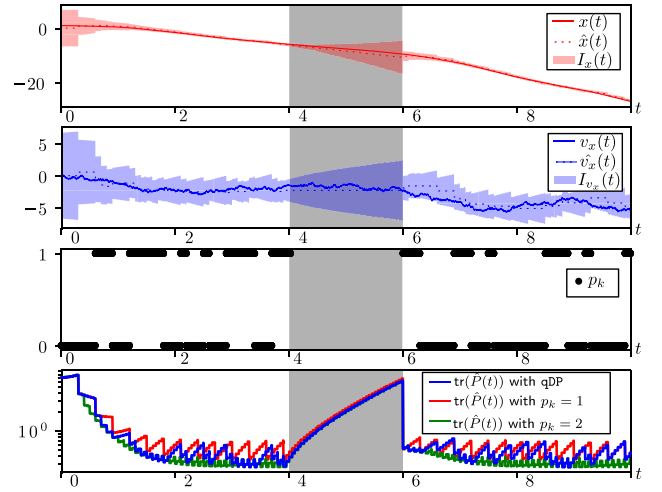 0
−20
x(t)
x̂(t)
I_x(t)
0 2 4 6 8 t
5
0
−5
v_x(t)
v̂_x(t)
I_{v_x}(t)
0 2 4 6 8 t
1
0
p_k
0 2 4 6 8 t
10^0
tr(P̂(t)) with qDP
tr(P̂(t)) with p_k = 1
tr(P̂(t)) with p_k = 2
0 2 4 6 8 t